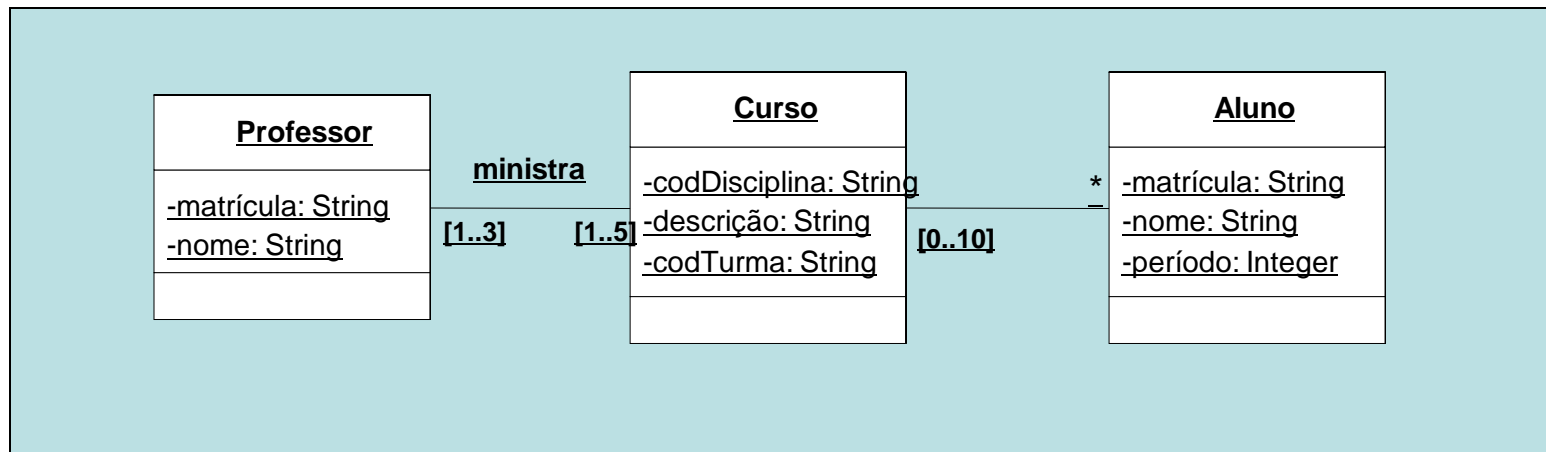 Professor
-matrícula: String
-nome: String
ministra
[1..3]
[1..5]
Curso
-codDisciplina: String
-descrição: String
-codTurma: String
[0..10]
*
Aluno
-matrícula: String
-nome: String
-período: Integer